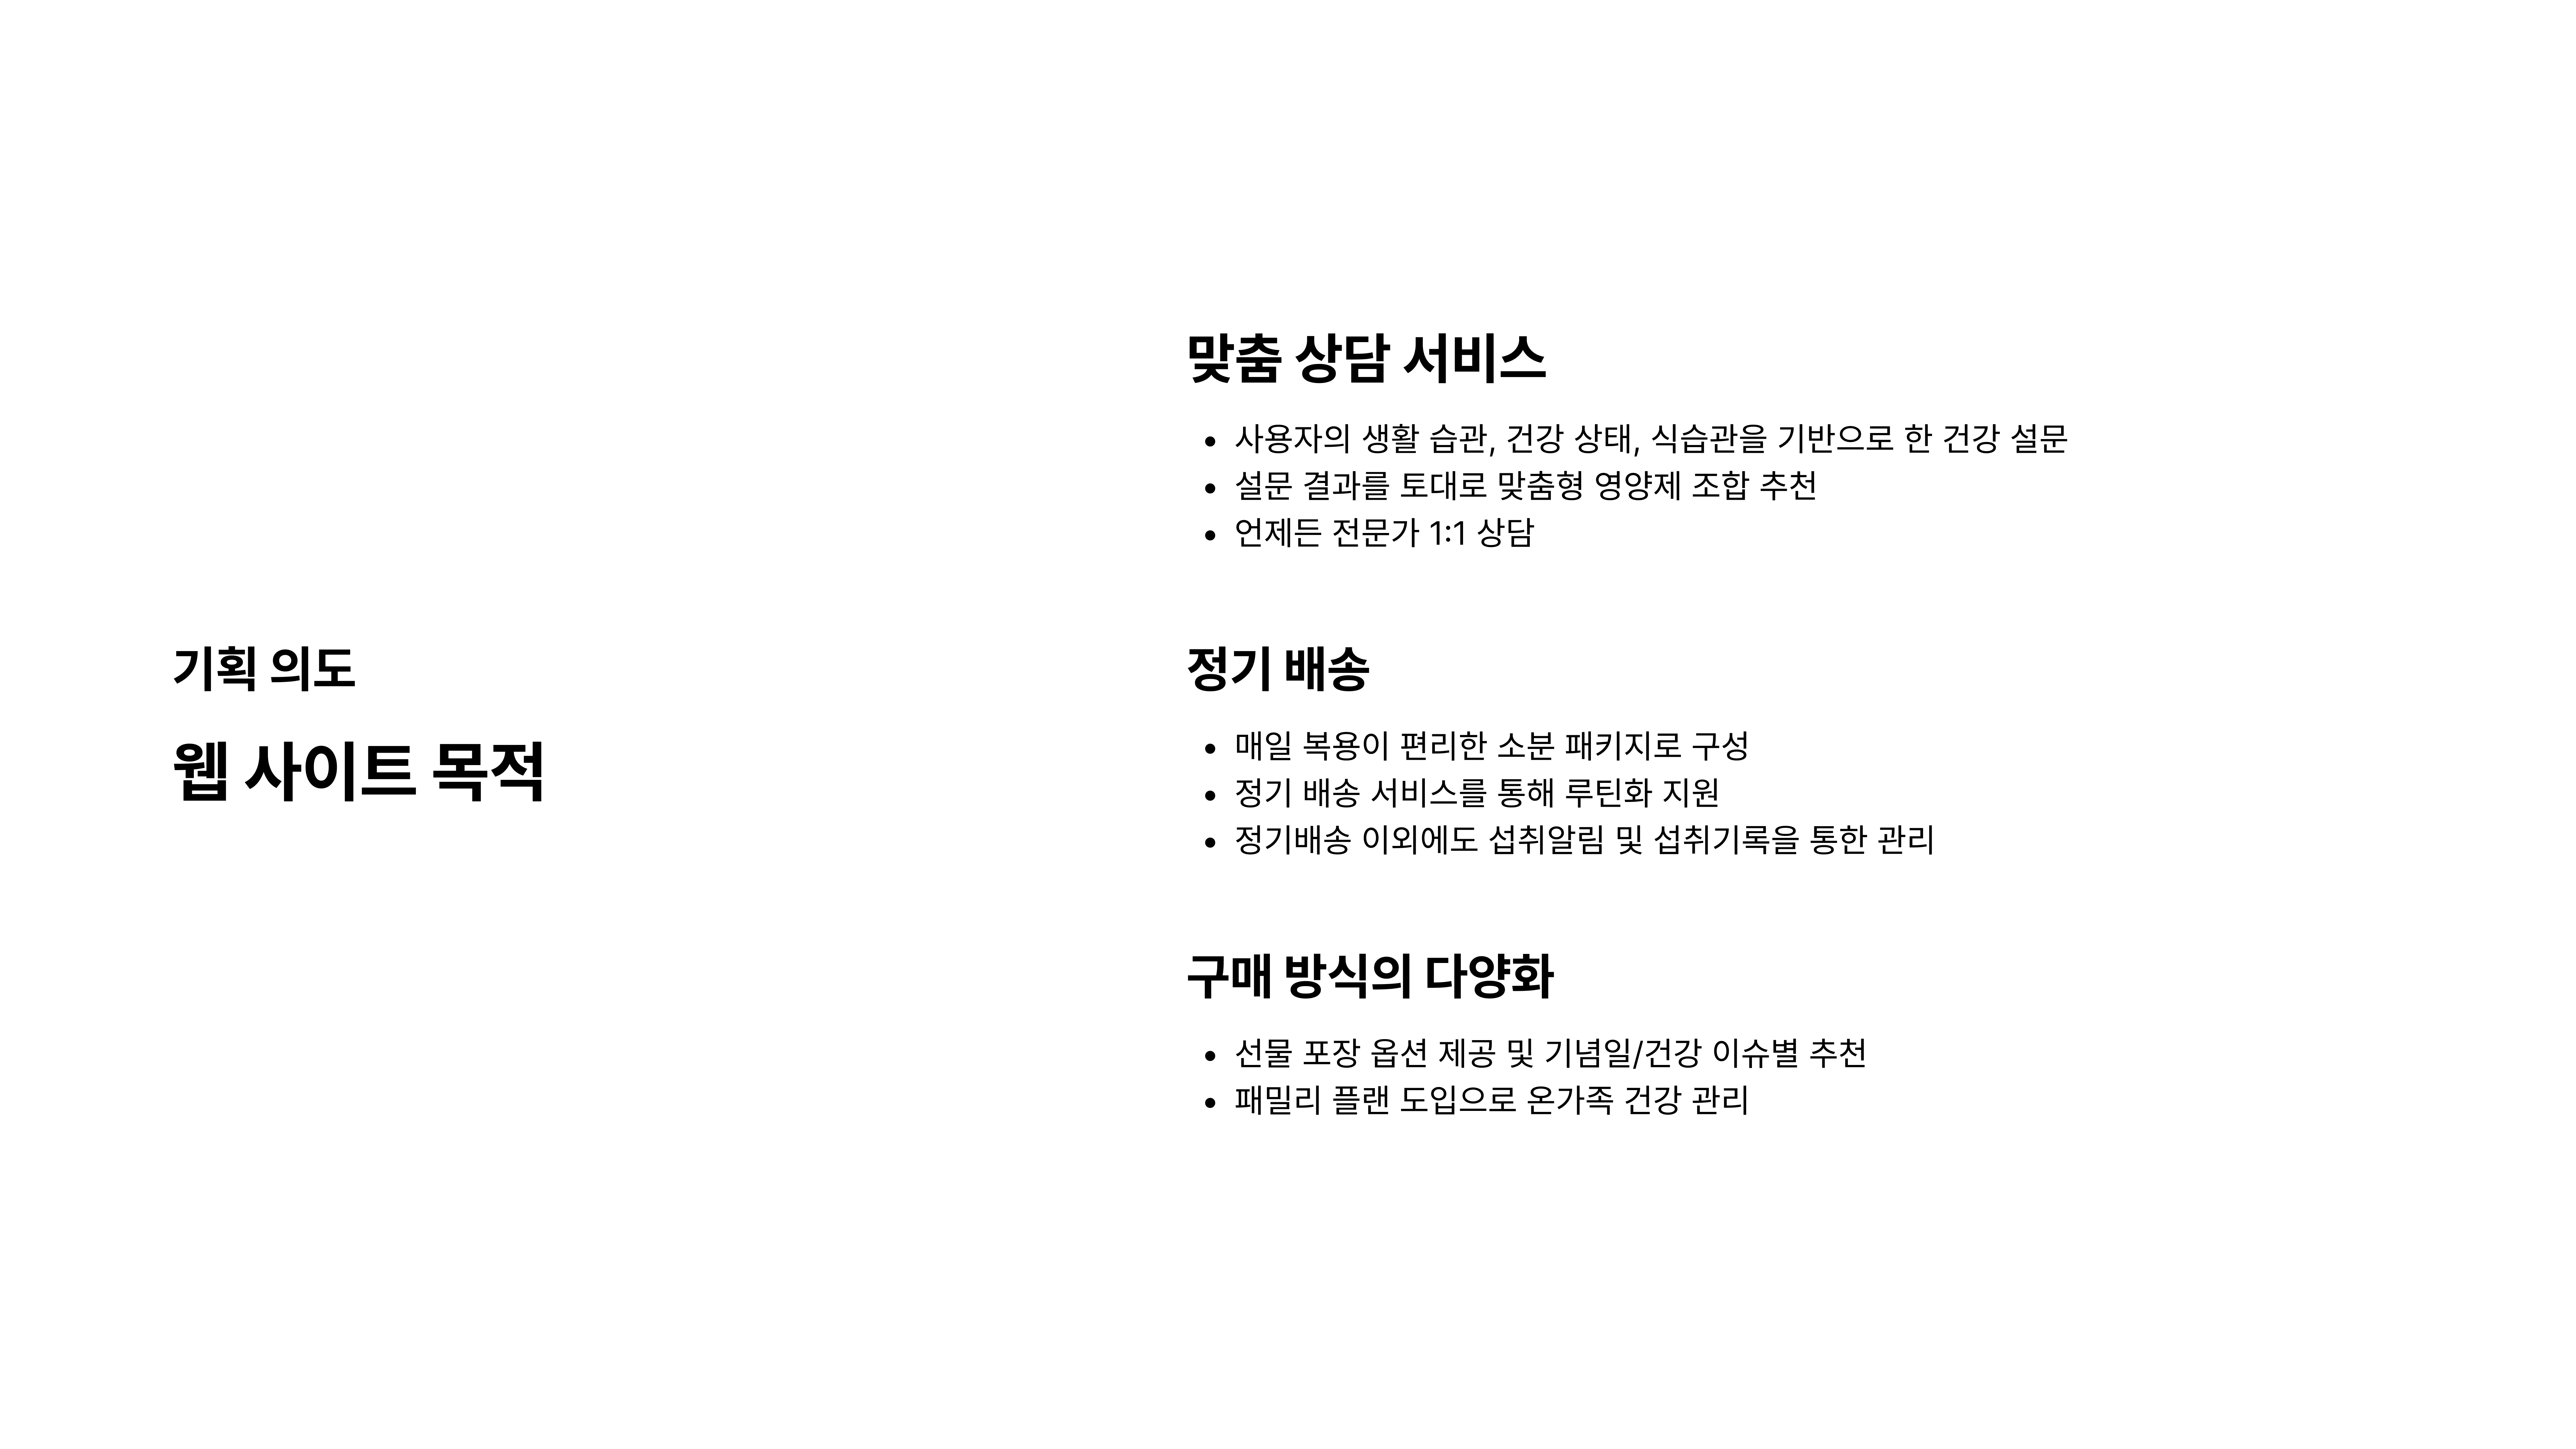 기획 의도
웹 사이트 목적
맞춤 상담 서비스
• 사용자의 생활 습관, 건강 상태, 식습관을 기반으로 한 건강 설문
• 설문 결과를 토대로 맞춤형 영양제 조합 추천
• 언제든 전문가 1:1 상담
정기 배송
• 매일 복용이 편리한 소분 패키지로 구성
• 정기 배송 서비스를 통해 루틴화 지원
• 정기배송 이외에도 섭취알림 및 섭취기록을 통한 관리
구매 방식의 다양화
• 선물 포장 옵션 제공 및 기념일/건강 이슈별 추천
• 패밀리 플랜 도입으로 온가족 건강 관리